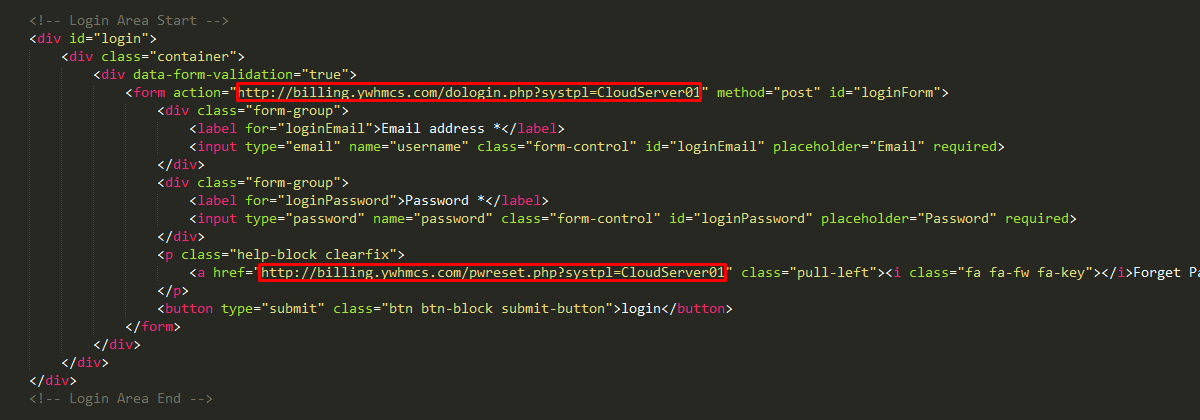 <!-- Login Area Start -->
<div id="login">
<div class="container">
<div data-form-validation="true">
<form action="http://billing.ywhmcs.com/dologin.php?systpl=CloudServer01" method="post" id="loginForm">
<div class="form-group">
<label for="loginEmail">Email address *</label>
<input type="email" name="username" class="form-control" id="loginEmail" placeholder="Email" required>
</div>
<div class="form-group">
<label for="loginPassword">Password *</label>
<input type="password" name="password" class="form-control" id="loginPassword" placeholder="Password" required>
</div>
<p class="help-block clearfix">
<a href="http://billing.ywhmcs.com/pwreset.php?systpl=CloudServer01" class="pull-left"><i class="fa fa-fw fa-key"></i>Forget Pa
</p>
<button type="submit" class="btn btn-block submit-button">login</button>
</form>
</div>
</div>
</div>
<!-- Login Area End -->